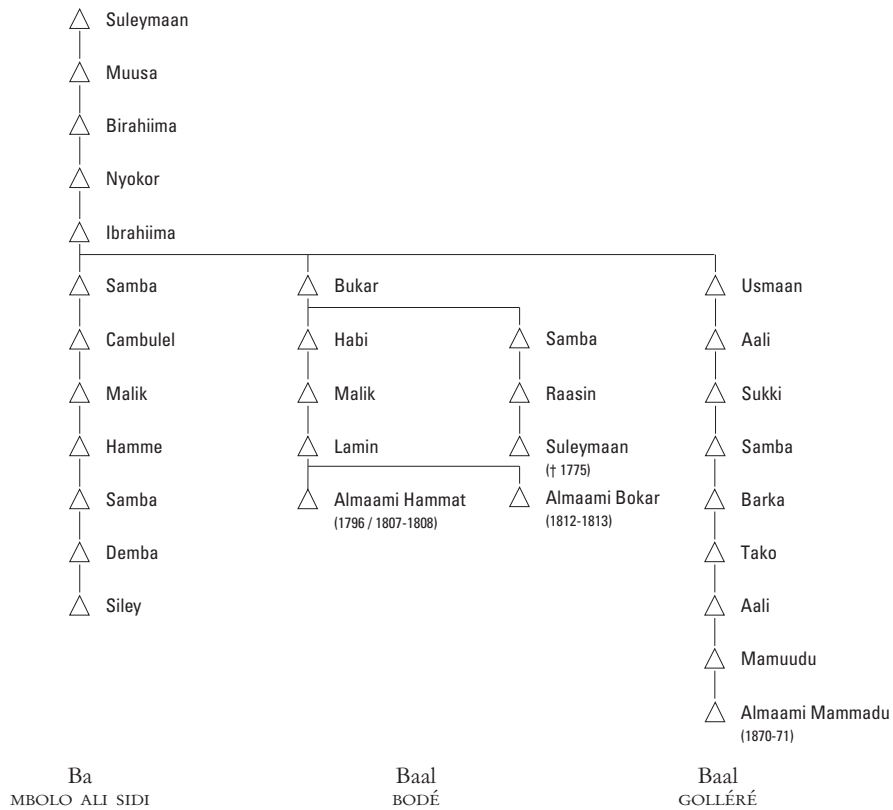 Suleymaan
Muusa
Birahiima
Nyokor
Ibrahiima
Samba
Bukar
Usmaan
Cambulel
Habi
Samba
Aali
Malik
Malik
Raasin
Sukki
Hamme
Lamin
Suleymaan
Samba
(† 1775)
Samba
Almaami Hammat
Almaami Bokar
Barka
(1796 / 1807-1808)
(1812-1813)
Demba
Tako
Siley
Aali
Mamuudu
Almaami Mammadu
(1870-71)
Ba
MBOLO ALI SIDI
Baal
BODÉ
Baal
GOLLÉRÉ